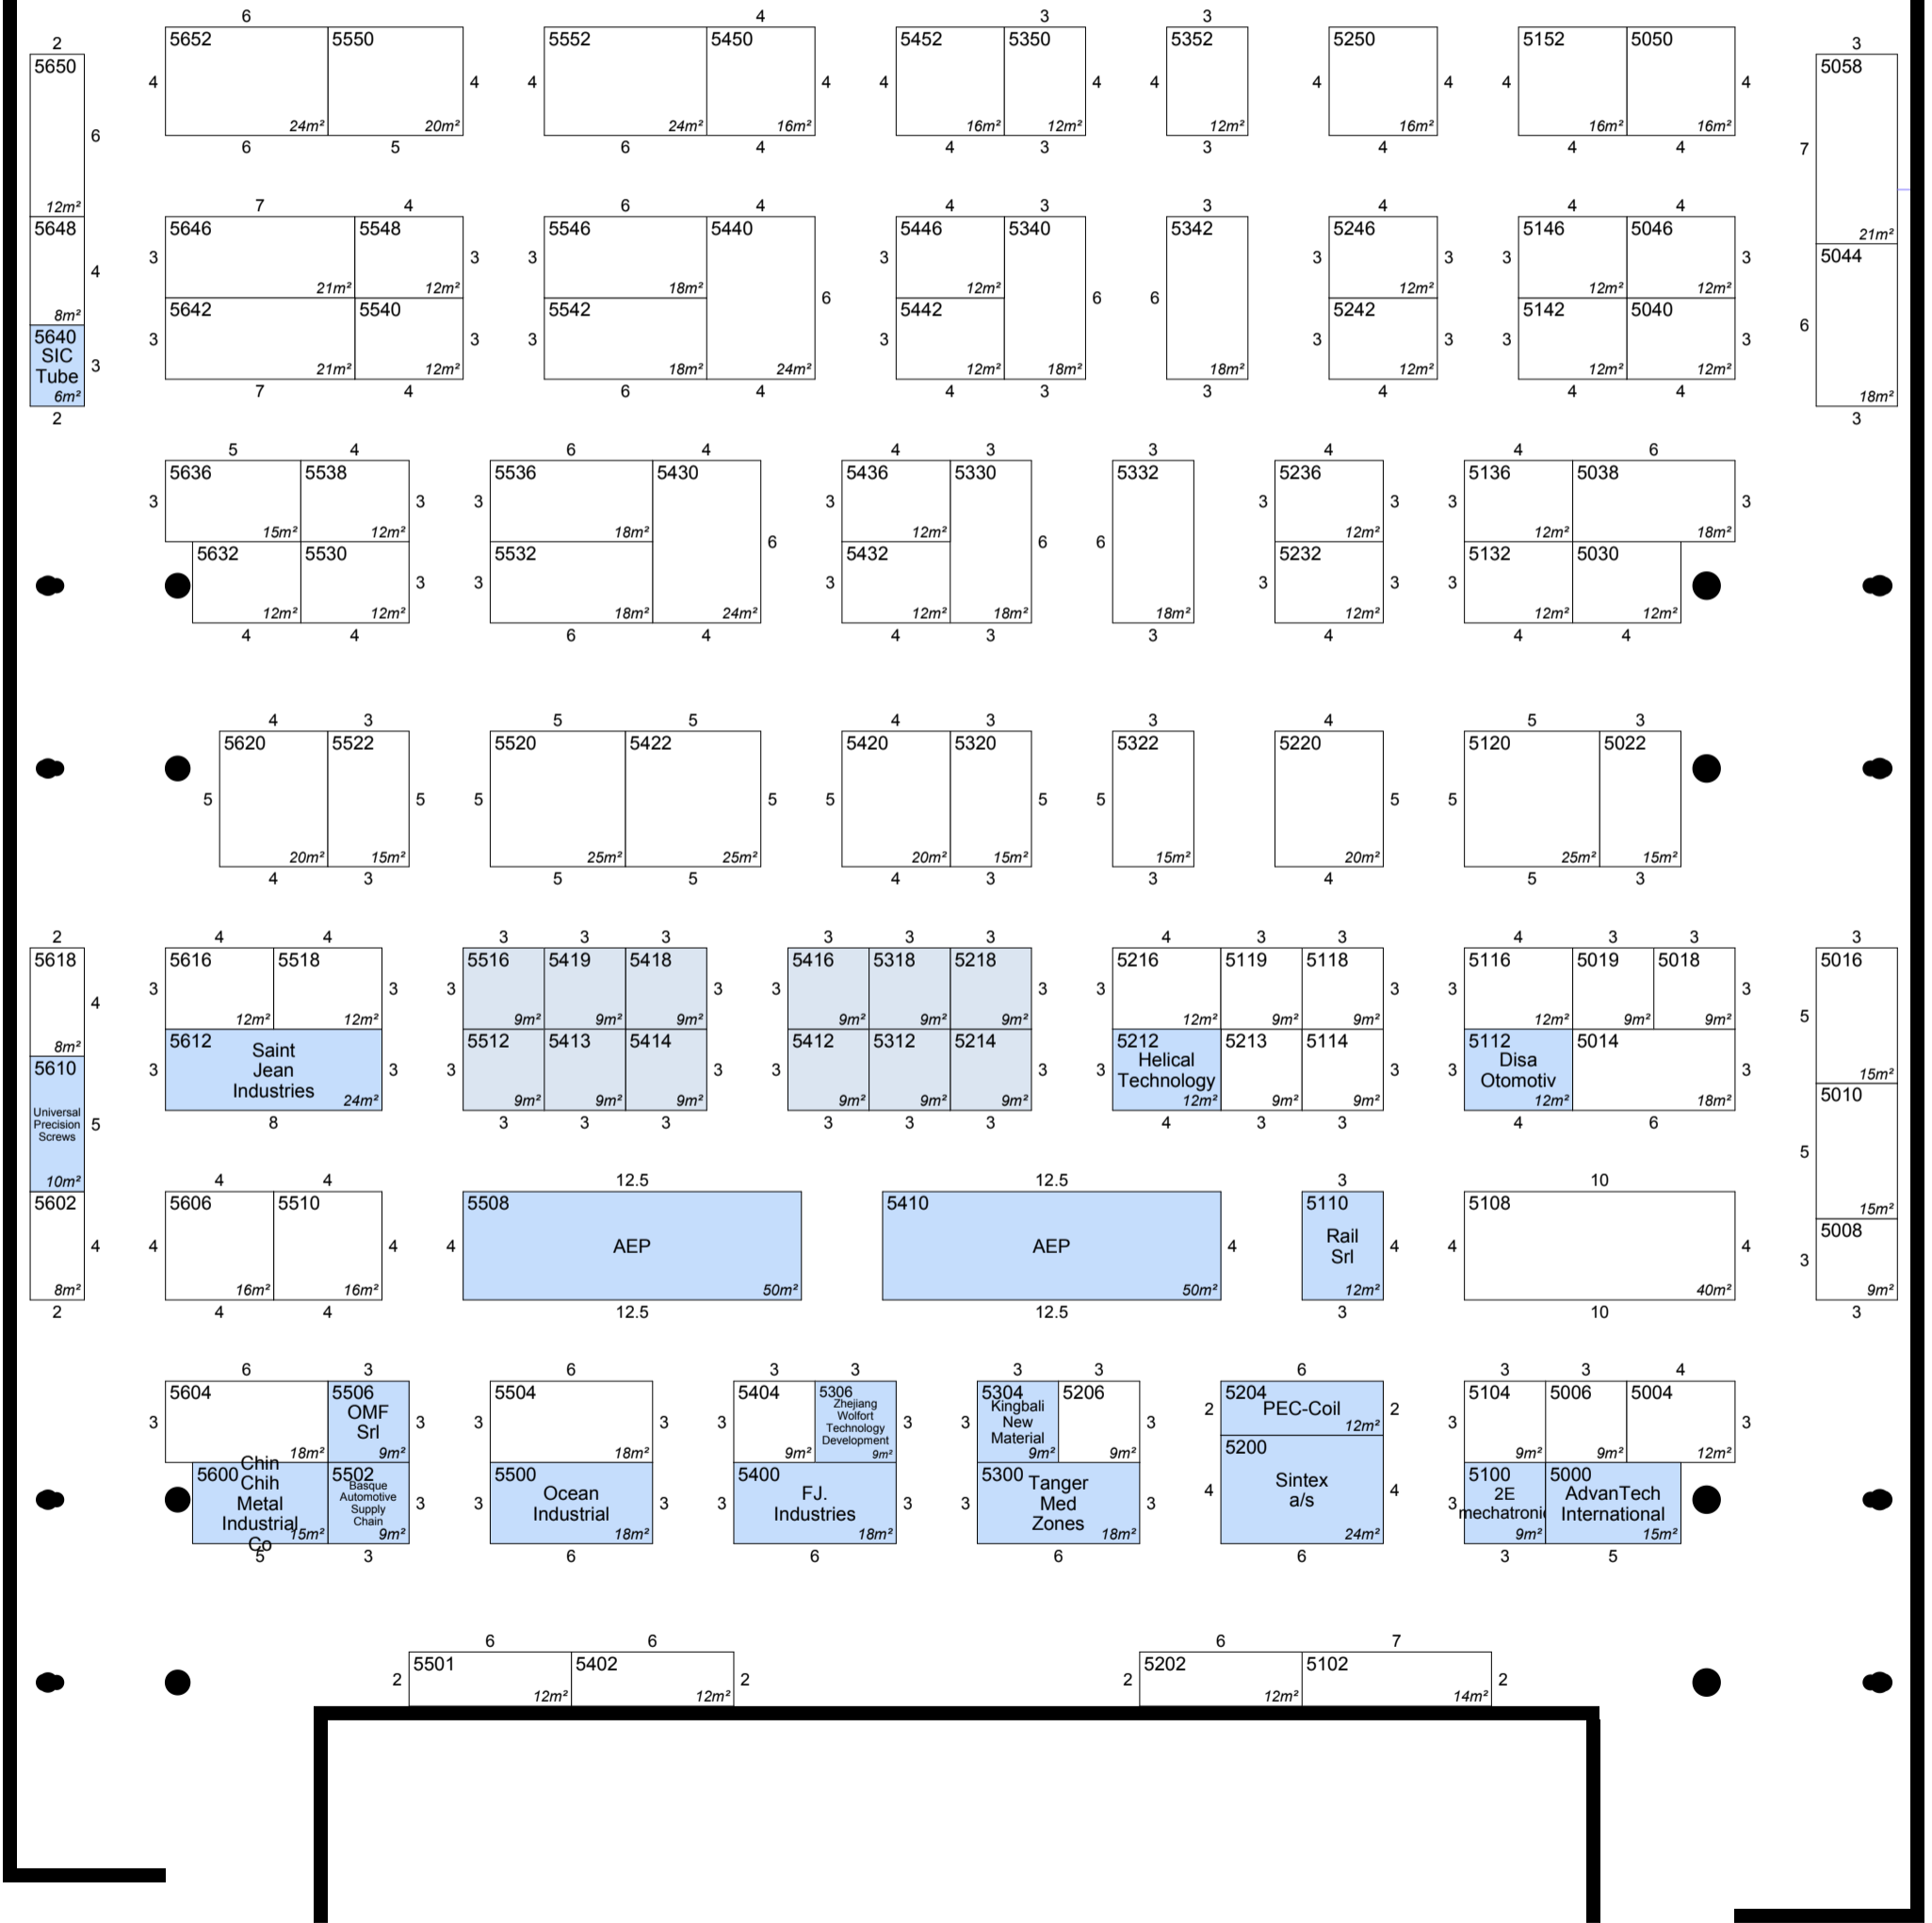 6 4 3 3
2 5652 5550 5552 5450 5452 5350 5352 5250 5152 5050 3
5650 5058
4 4 4 4 4 4 4 4 4 4 4 4
6 7
24m² 20m² 24m² 16m² 16m² 12m² 12m² 16m² 16m² 16m²
6 5 6 4 4 3 3 4 4 4
12m² 7 4 6 4 4 3 3 4 4 4
5648 5646 5548 5546 5440 5446 5340 5342 5246 5146 5046 21m²
3 3 3 3 3 3 3 3 5044
4 21m² 12m² 18m² 6 12m² 6 6 12m² 12m² 12m²
8m² 5642 5540 5542 5442 5242 5142 5040
5640 3 3 3 3 3 3 3 3 6
SIC
Tube 3 21m² 12m² 18m² 24m² 12m² 18m² 18m² 12m² 12m² 12m²
6m² 7 4 6 4 4 3 3 4 4 4 18m²
2 3
5 4 6 4 4 3 3 4 4 6
5636 5538 5536 5430 5436 5330 5332 5236 5136 5038
3 3 3 3 3 3 3 3
15m² 12m² 18m² 6 12m² 6 6 12m² 12m² 18m²
5632 5530 5532 5432 5232 5132 5030
3 3 3 3 3 3
12m² 12m² 18m² 24m² 12m² 18m² 18m² 12m² 12m² 12m²
4 4 6 4 4 3 3 4 4 4
4 3 5 5 4 3 3 4 5 3
5620 5522 5520 5422 5420 5320 5322 5220 5120 5022
5 5 5 5 5 5 5 5 5
20m² 15m² 25m² 25m² 20m² 15m² 15m² 20m² 25m² 15m²
4 3 5 5 4 3 3 4 5 3
2 4 4 3 3 3 3 3 3 4 3 3 4 3 3 3
5618 5616 5518 5516 5419 5418 5416 5318 5218 5216 5119 5118 5116 5019 5018 5016
4 3 3 3 3 3 3 3 3 3 3 5
12m² 12m² 9m² 9m² 9m² 9m² 9m² 9m² 12m² 9m² 9m² 12m² 9m² 9m²
8m² 5612 5512 5413 5414 5412 5312 5214 5212 5213 5114 5112 5014 15m²
5610 Saint Helical Disa 5010
3 Jean 3 3 3 3 3 3 Technology 3 3 Otomotiv 3
Industries
24m² 9m² 9m² 9m² 9m² 9m² 9m² 12m² 9m² 9m² 12m² 18m²
Universal
Precision 5
Screws
8 3 3 3 3 3 3 4 3 3 4 6 5
10m² 4 4 12.5 12.5 3 10 15m²
5602 5606 5510 5508 5410 5110 5108 5008
4 4 4 4 AEP AEP 4 Rail 4 4 4 3
Srl
8m² 16m² 16m² 50m² 50m² 12m² 40m² 9m²
2 4 4 12.5 12.5 3 10 3
6 3 6 3 3 3 3 6 3 3 4
5604 5506 5504 5404 5306 5304 5206 5204 5104 5006 5004
OMF Zhejiang Kingbali PEC-Coil
3 Srl 3 3 3 3 Wolfort 3 3 New 3 2 2 3 3
Technology Material
Development 12m²
18m² 9m² 18m² 9m² 9m² 9m² 9m² 5200 9m² 9m² 12m²
5600 Chin 5502 5500 5400 5300 5100 5000
Chih Basque Ocean FJ. Tanger Sintex 2E AdvanTech
Metal Automotive Industrial Industries Med a/s mechatroni International
Industrial Supply Zones
Co Chain
3 3 3 3 3 3 3 4 4 3
15m² 9m² 18m² 18m² 18m² 24m² 9m² 15m²
5 3 6 6 6 6 3 5
6 6 6 7
5501 5402 5202 5102
2 2 2 2
12m² 12m² 12m² 14m²